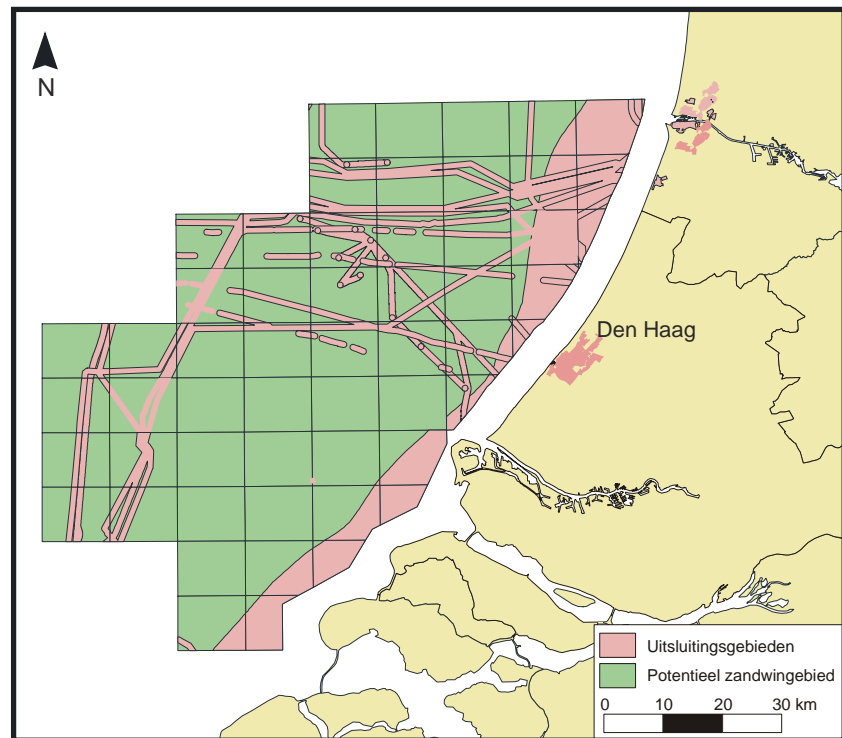 N
Den Haag
Uitsluitingsgebieden
Potentieel zandwingebied
0 10 20 30 km